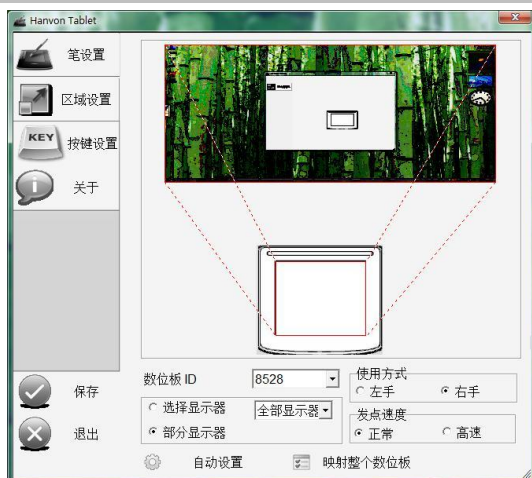 Hanvon Tablet
笔设置
区域设置
KEY 按键设置
关于
保存
退出
数位板 ID 8528
选择显示器 全部显示器
部分显示器
使用方式
左手 右手
发点速度
正常 高速
自动设置 映射整个数位板